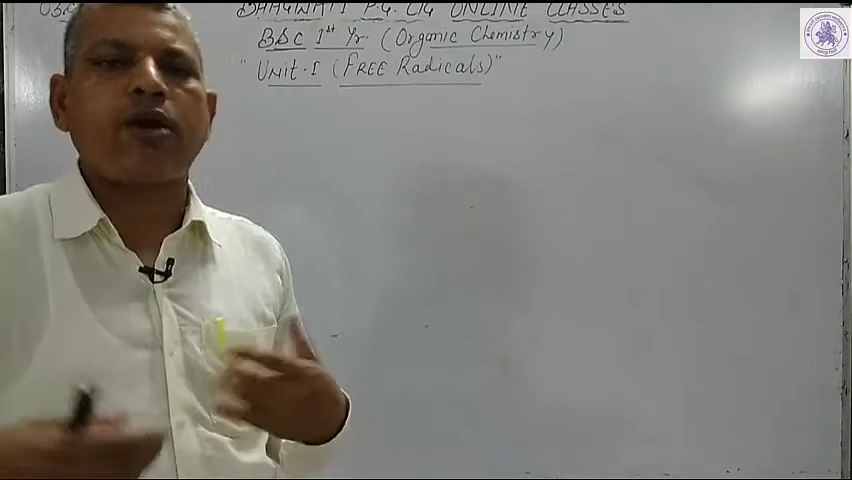 BHAGWATI P.G. CLG ONLINE CLASSES
BSc Ist Yr. (Organic Chemistry)
"Unit-I (FREE Radicals)"